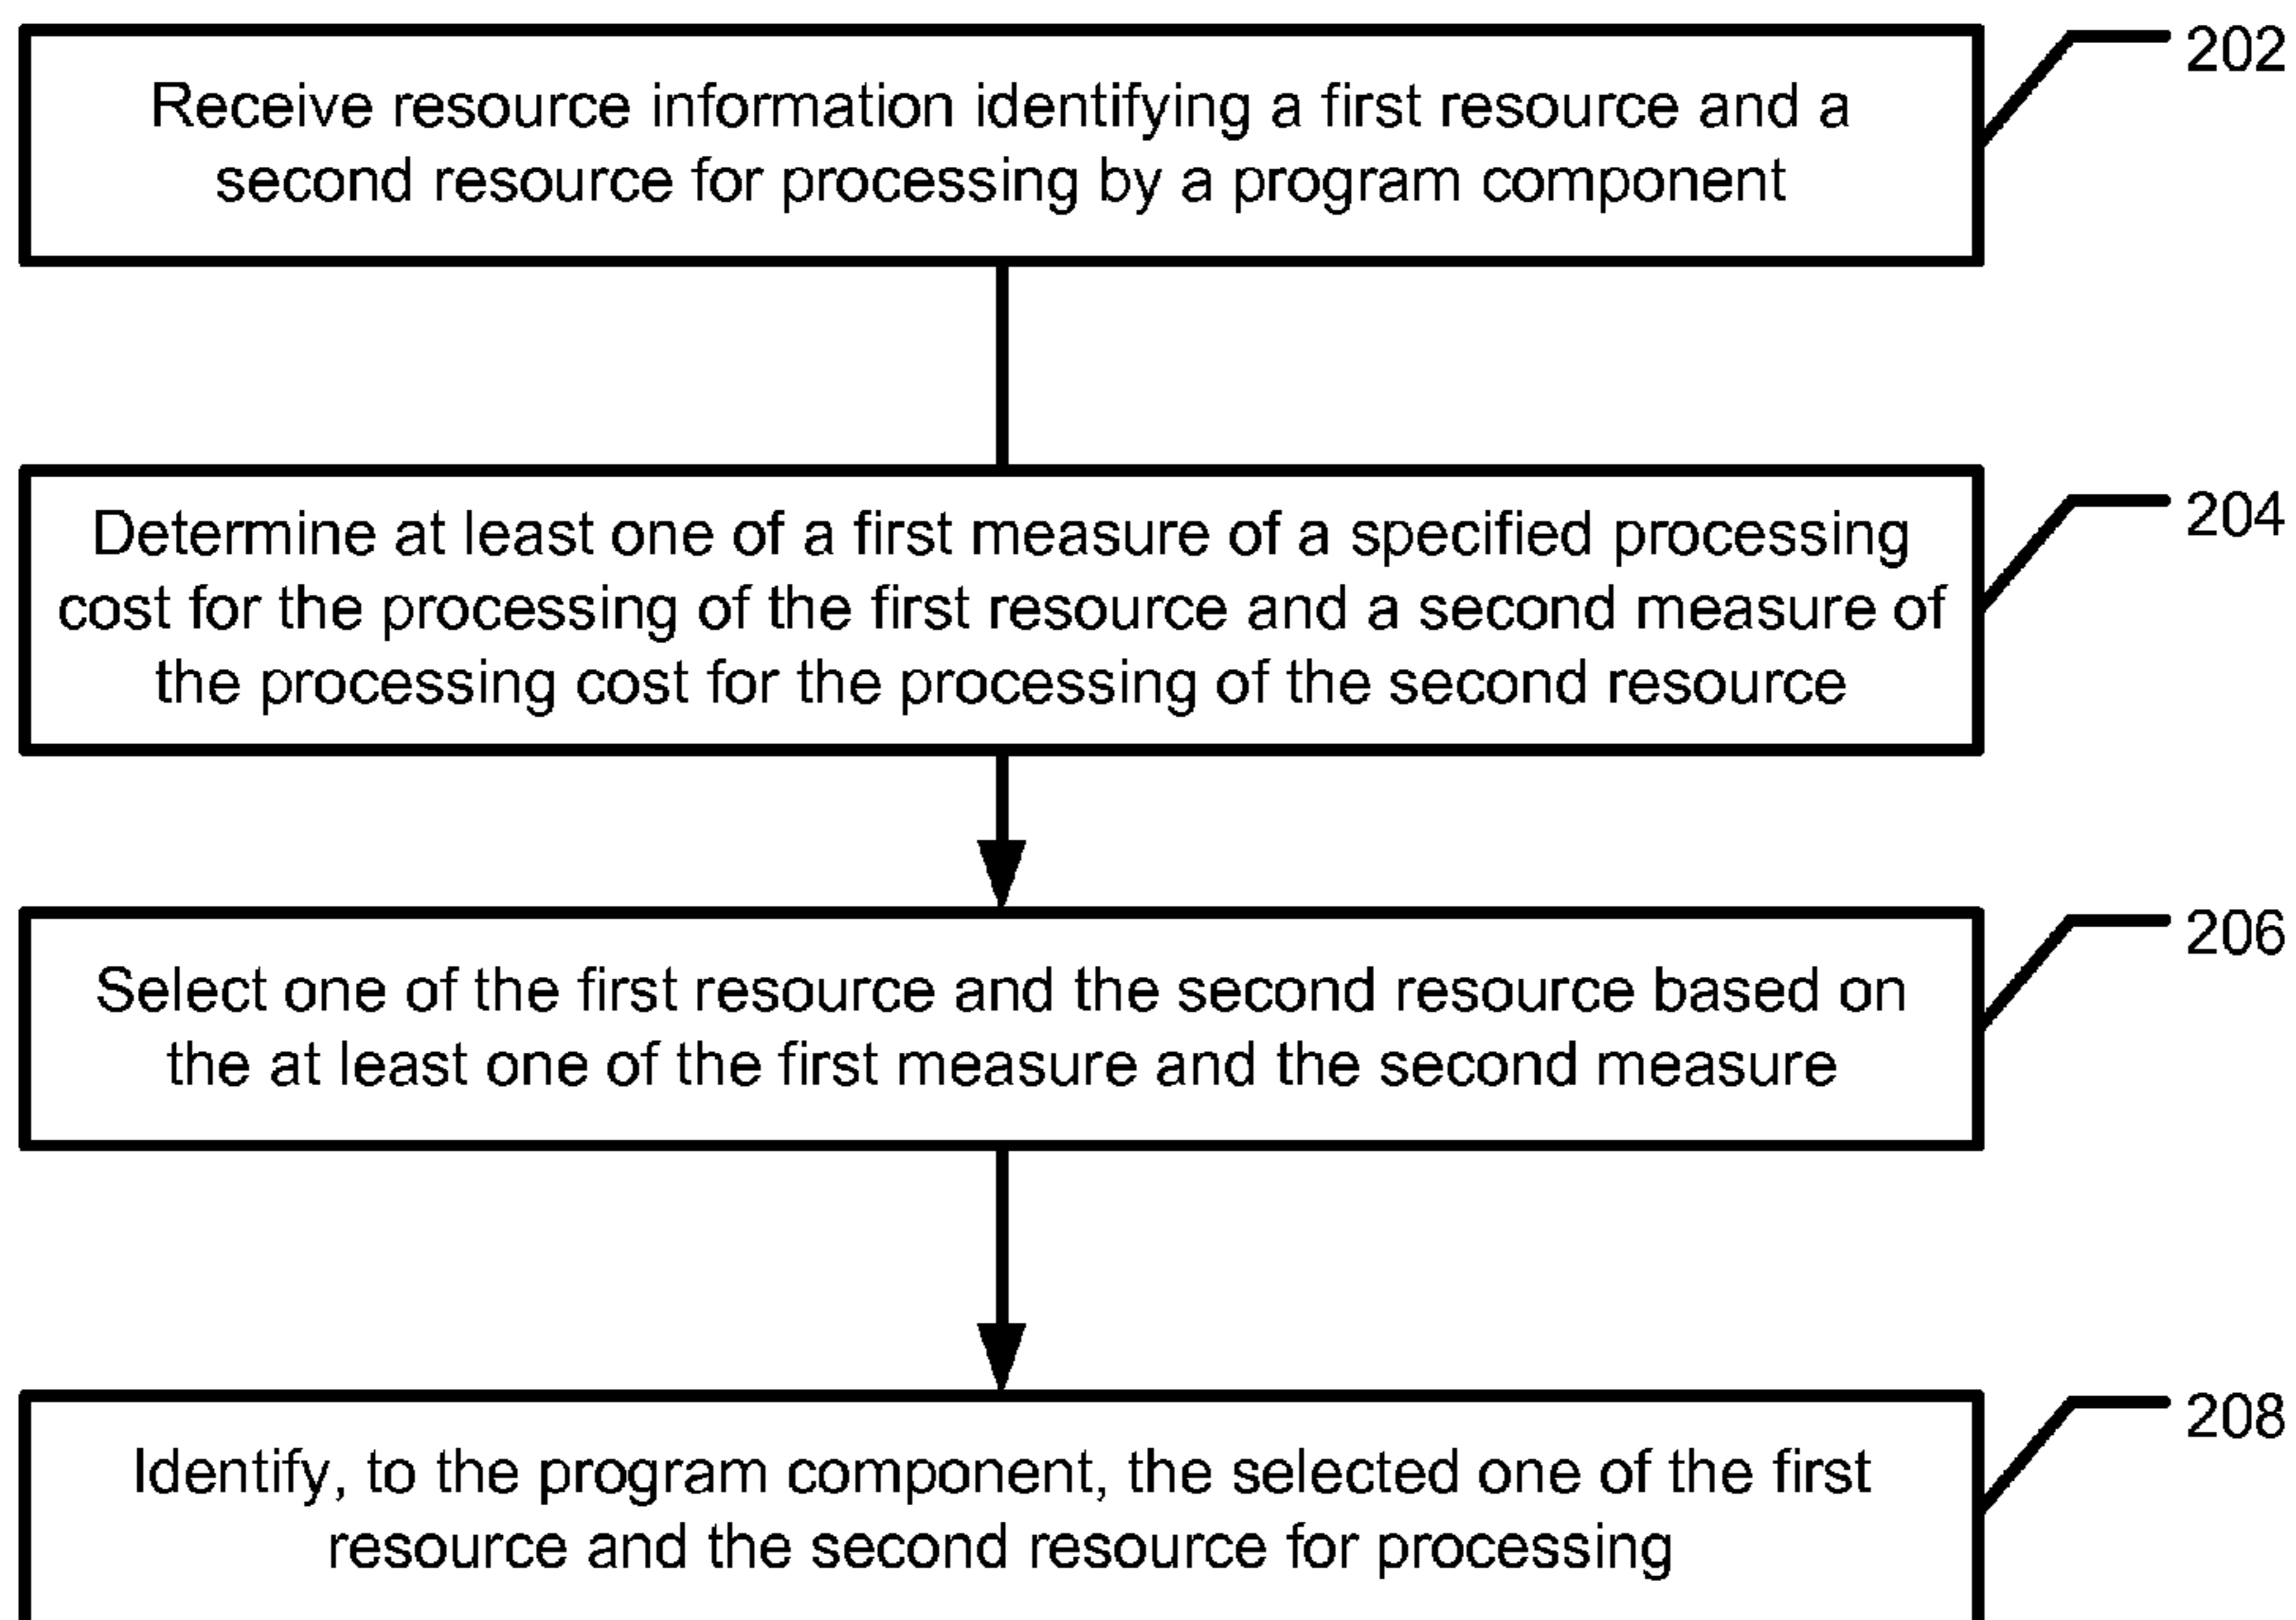 Receive resource information identifying a first resource and a
second resource for processing by a program component
202
Determine at least one of a first measure of a specified processing
cost for the processing of the first resource and a second measure of
the processing cost for the processing of the second resource
204
Select one of the first resource and the second resource based on
the at least one of the first measure and the second measure
206
Identify, to the program component, the selected one of the first
resource and the second resource for processing
208